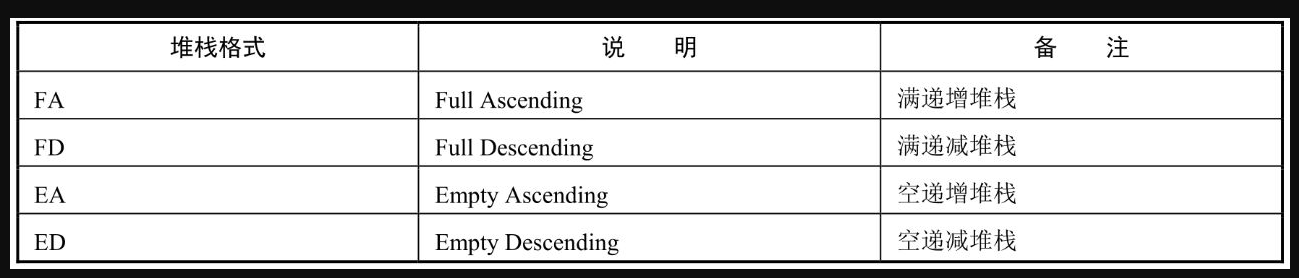 堆栈格式 说 明 备 注
FA Full Ascending 满递增堆栈
FD Full Descending 满递减堆栈
EA Empty Ascending 空递增堆栈
ED Empty Descending 空递减堆栈